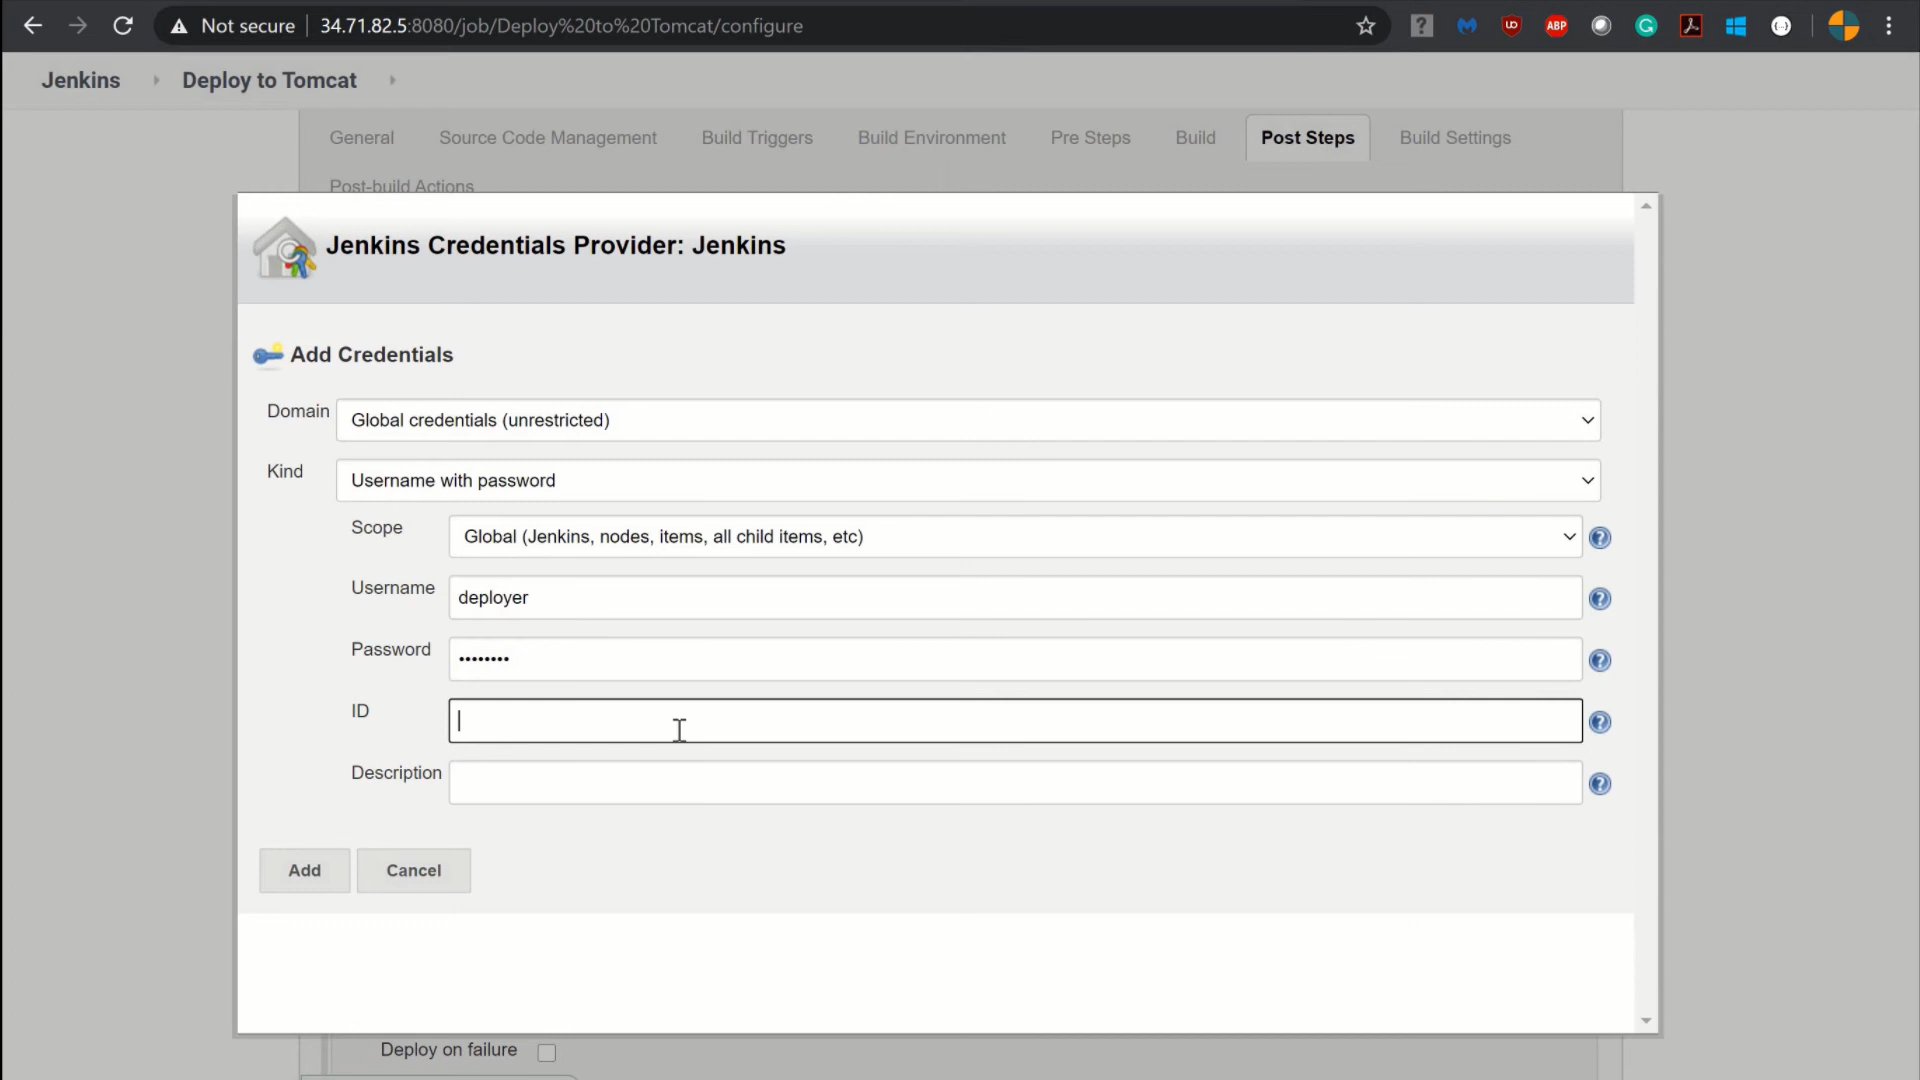 Not secure 34.71.82.5:8080/job/Deploy%20to%20Tomcat/configure
ABP
Jenkins Deploy to Tomcat
General Source Code Management Build Triggers Build Environment Pre Steps Build Post Steps Build Settings
Post-build Actions
Jenkins Credentials Provider: Jenkins
Add Credentials
Domain Global credentials (unrestricted)
Kind Username with password
Scope Global (Jenkins, nodes, items, all child items, etc)
Username deployer
Password ••••••••
ID
Description
Add Cancel
Deploy on failure